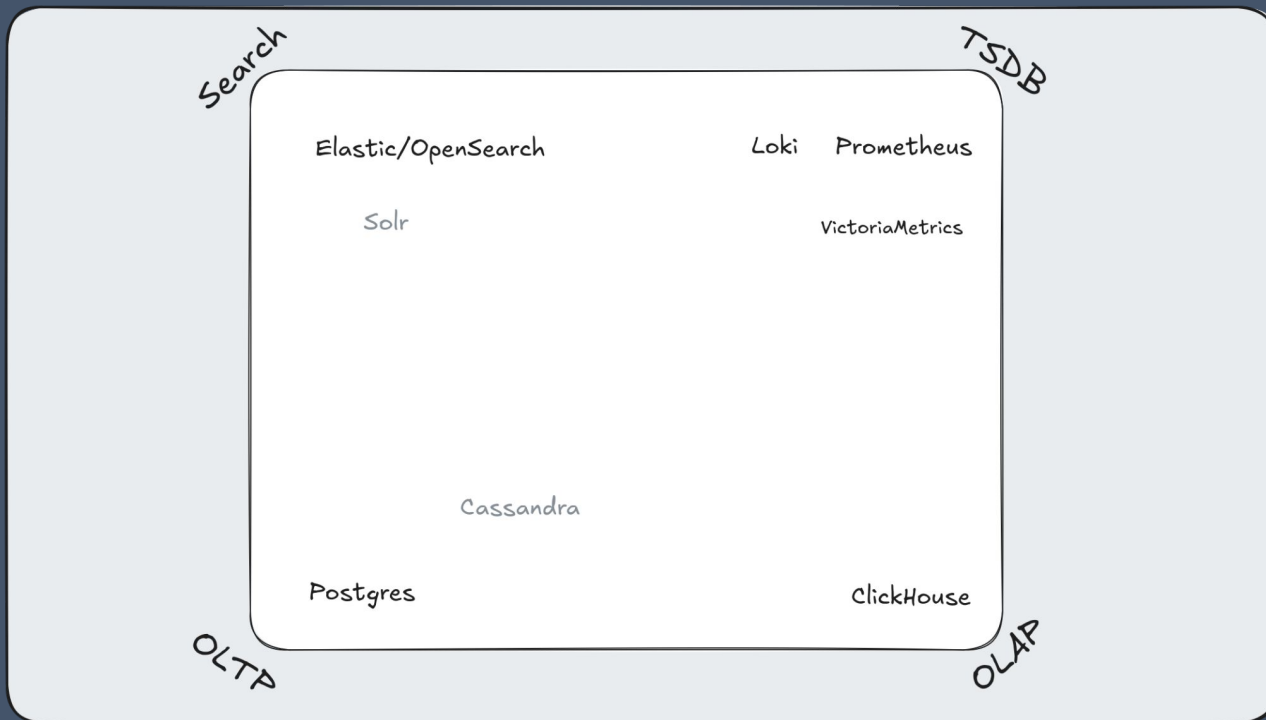 Search
TSDB
Elastic/OpenSearch
Loki
Prometheus
Solr
VictoriaMetrics
Cassandra
Postgres
ClickHouse
OLTP
OLAP